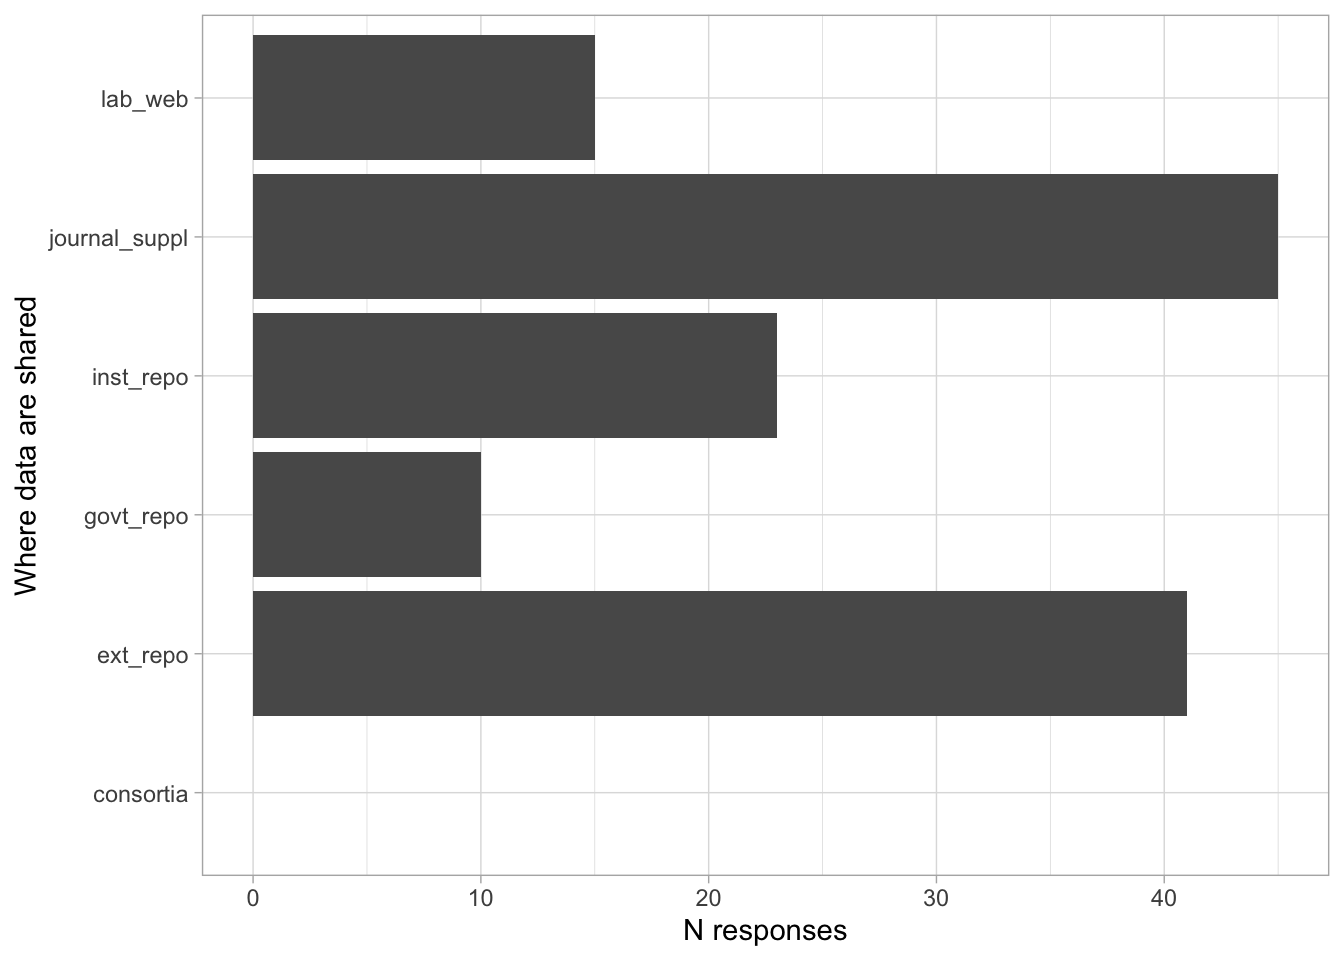 Where data are shared
lab_web
journal_suppl
inst_repo
govt_repo
ext_repo
consortia
0 10 20 30 40
N responses